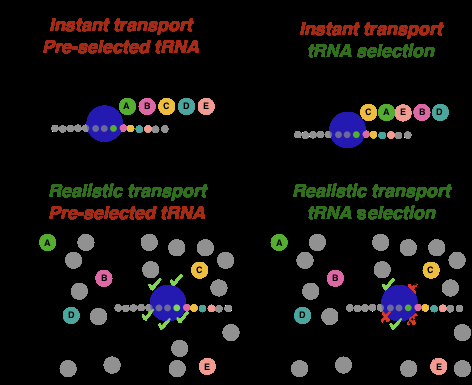 Instant transport
Pre-selected tRNA
Instant transport
tRNA selection
A B C D E
C A E B D
Realistic transport
Pre-selected tRNA
Realistic transport
tRNA selection
A
C
B
D
E
A
C
B
D
E